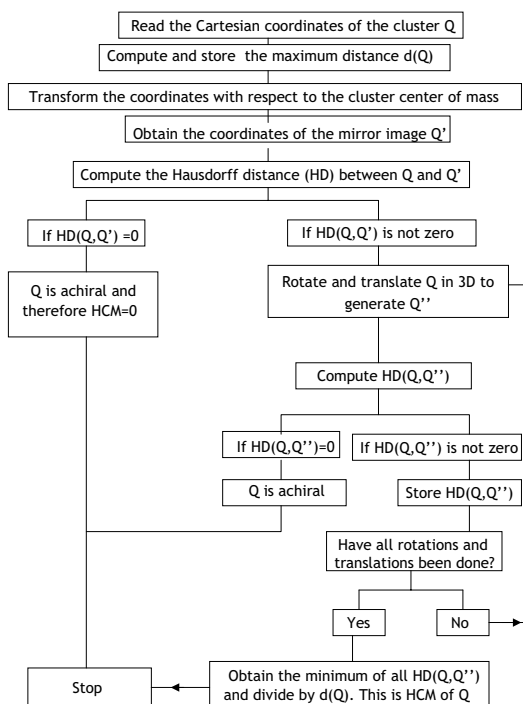 Read the Cartesian coordinates of the cluster Q
Compute and store the maximum distance d(Q)
Transform the coordinates with respect to the cluster center of mass
Obtain the coordinates of the mirror image Q’
Compute the Hausdorff distance (HD) between Q and Q’
If HD(Q,Q’) =0
If HD(Q,Q’) is not zero
Q is achiral and
therefore HCM=0
Rotate and translate Q in 3D to
generate Q’’
Compute HD(Q,Q’’)
If HD(Q,Q’’)=0
If HD(Q,Q’’) is not zero
Q is achiral
Store HD(Q,Q’’)
Have all rotations and
translations been done?
Yes
No
Stop
Obtain the minimum of all HD(Q,Q’’)
and divide by d(Q). This is HCM of Q